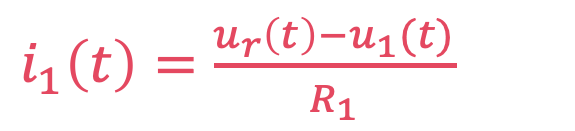 i₁(t) = (u_r(t)−u₁(t))/R₁